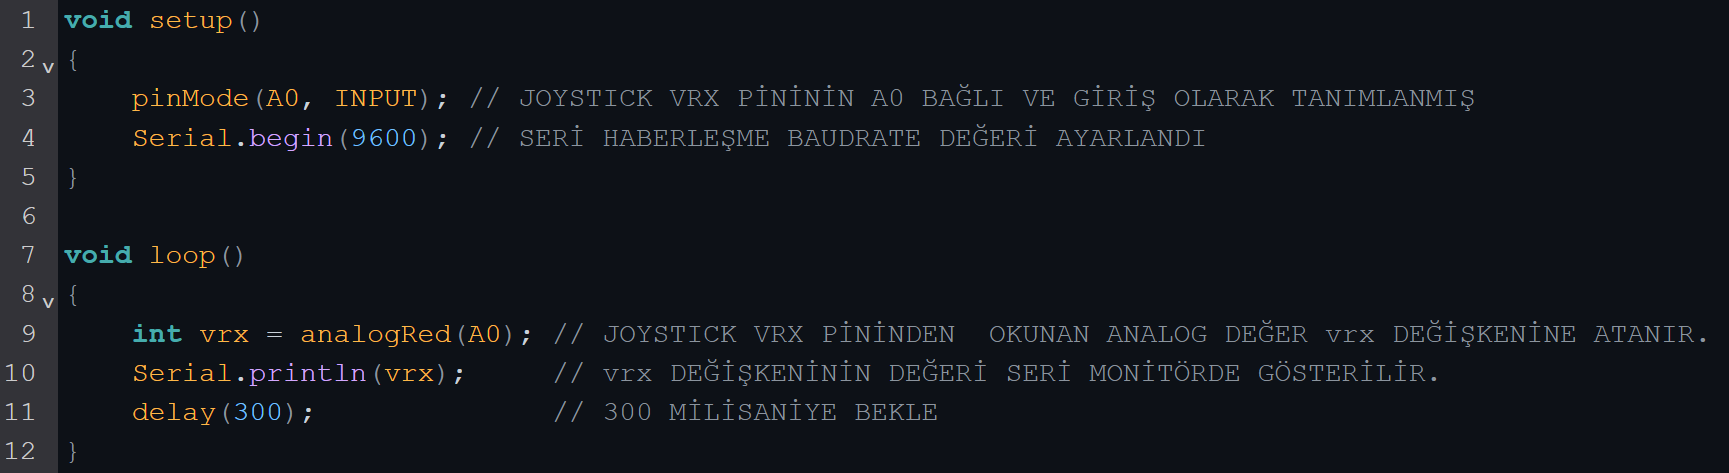 1 void setup()
2 {
3 pinMode(A0, INPUT); // JOYSTICK VRX PİNİNİN A0 BAĞLI VE GİRİŞ OLARAK TANIMLANMIŞ
4 Serial.begin(9600); // SERİ HABERLEŞME BAUDRATE DEĞERİ AYARLANDI
5 }
6
7 void loop()
8 {
9 int vrx = analogRed(A0); // JOYSTICK VRX PİNİNDEN  OKUNAN ANALOG DEĞER vrx DEĞİŞKENİNE ATANIR.
10 Serial.println(vrx); // vrx DEĞİŞKENİNİN DEĞERİ SERİ MONİTÖRDE GÖSTERİLİR.
11 delay(300); // 300 MİLİSANİYE BEKLE
12 }